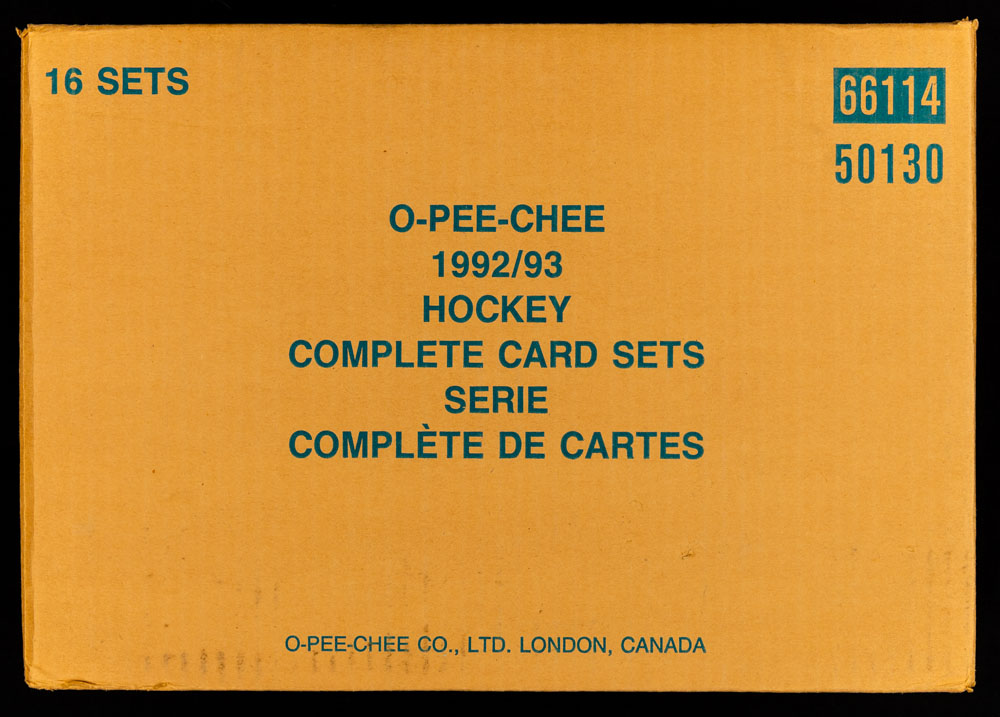 16 SETS
66114
50130
O-PEE-CHEE
1992/93
HOCKEY
COMPLETE CARD SETS
SERIE
COMPLÈTE DE CARTES
O-PEE-CHEE CO., LTD. LONDON, CANADA